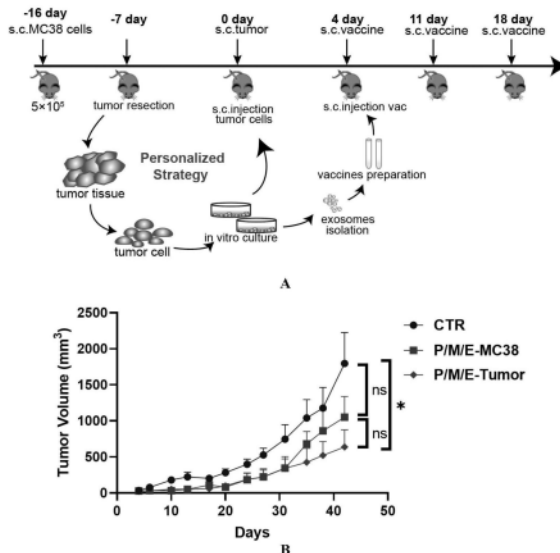 -16 day
s.c.MC38 cells
-7 day
0 day
s.c.tumor
4 day
s.c.vaccine
11 day
s.c.vaccine
18 day
s.c.vaccine
5×10⁵
tumor resection
s.c.injection
tumor cells
s.c.injection vac
Personalized
Strategy
tumor tissue
vaccines preparation
tumor cell
in vitro culture
exosomes
isolation
A
Tumor Volume (mm³)
2500
2000
1500
1000
500
0
0
10
20
30
40
50
Days
CTR
P/M/E-MC38
P/M/E-Tumor
ns
ns
*
B